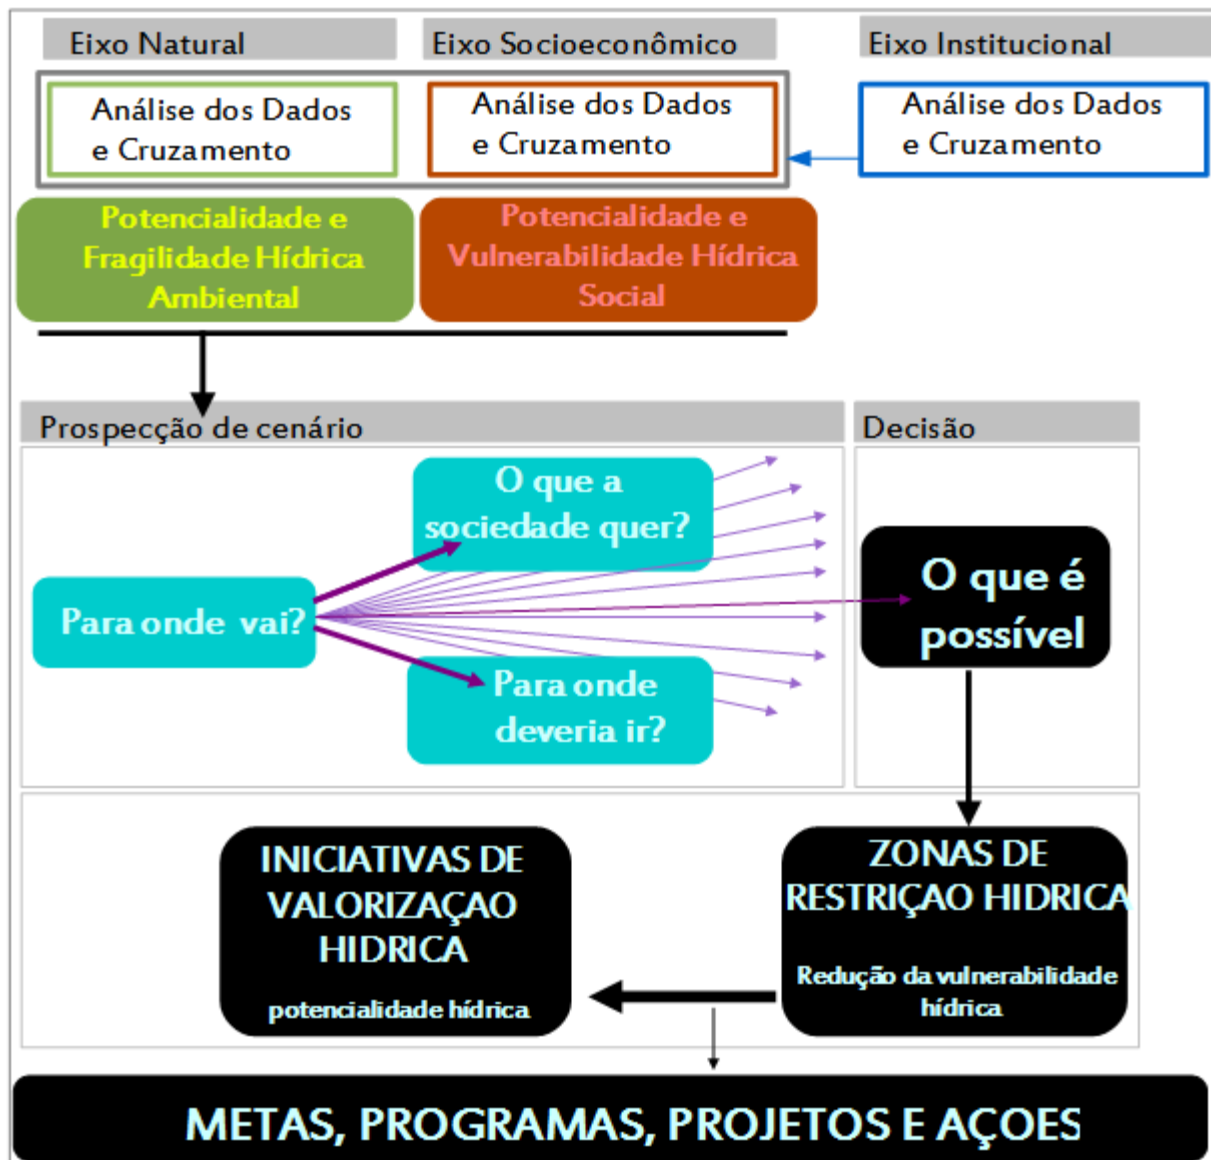 Eixo Natural
Eixo Socioeconômico
Eixo Institucional
Análise dos Dados
e Cruzamento
Análise dos Dados
e Cruzamento
Análise dos Dados
e Cruzamento
Potencialidade e
Fragilidade Hídrica
Ambiental
Potencialidade e
Vulnerabilidade Hídrica
Social
Prospecção de cenário
Decisão
O que a
sociedade quer?
Para onde vai?
Para onde
deveria ir?
O que é
possível
INICIATIVAS DE
VALORIZAÇAO
HIDRICA
potencialidade hídrica
ZONAS DE
RESTRIÇAO HIDRICA
Redução da vulnerabilidade
hídrica
METAS, PROGRAMAS, PROJETOS E AÇOES